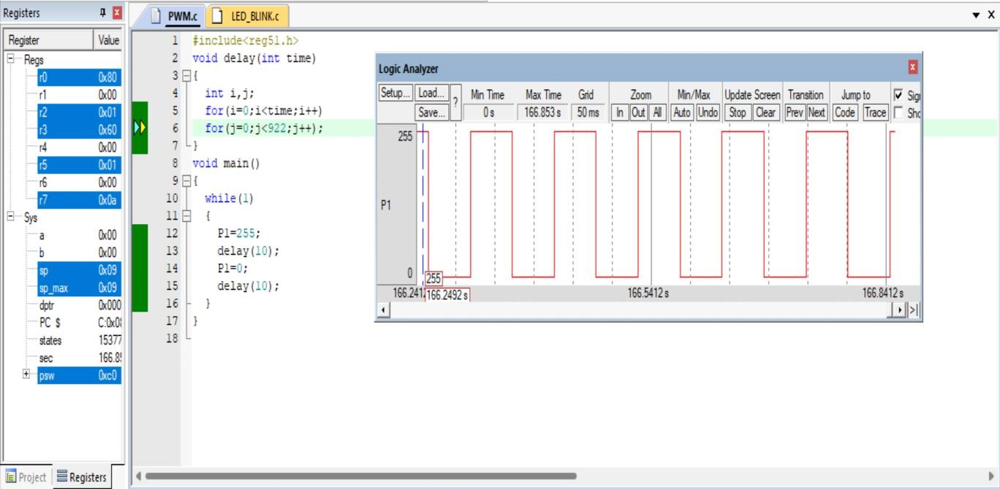 Registers
PWM.c LED_BLINK.c
Register Value
Regs
r0 0x80
r1 0x00
r2 0x01
r3 0x60
r4 0x00
r5 0x01
r6 0x00
r7 0x0a
Sys
a 0x00
b 0x00
sp 0x09
sp_max 0x09
dptr 0x000
PC $ C:0x0
states 15377
sec 166.8
psw 0xc0
Project Registers
1 #include<reg51.h>
2 void delay(int time)
3 {
4 int i,j;
5 for(i=0;i<time;i++)
6 for(j=0;j<922;j++);
7 }
8 void main()
9 {
10 while(1)
11 {
12 P1=255;
13 delay(10);
14 P1=0;
15 delay(10);
16 }
17 }
18
Logic Analyzer
Setup... Load... ? Min Time Max Time Grid Zoom Min/Max Update Screen Transition Jump to Sig
Save... 0 s 166.853 s 50 ms In Out All Auto Undo Stop Clear Prev Next Code Trace Sho
255
P1
0
255
166.241 166.2492 s 166.5412 s 166.8412 s